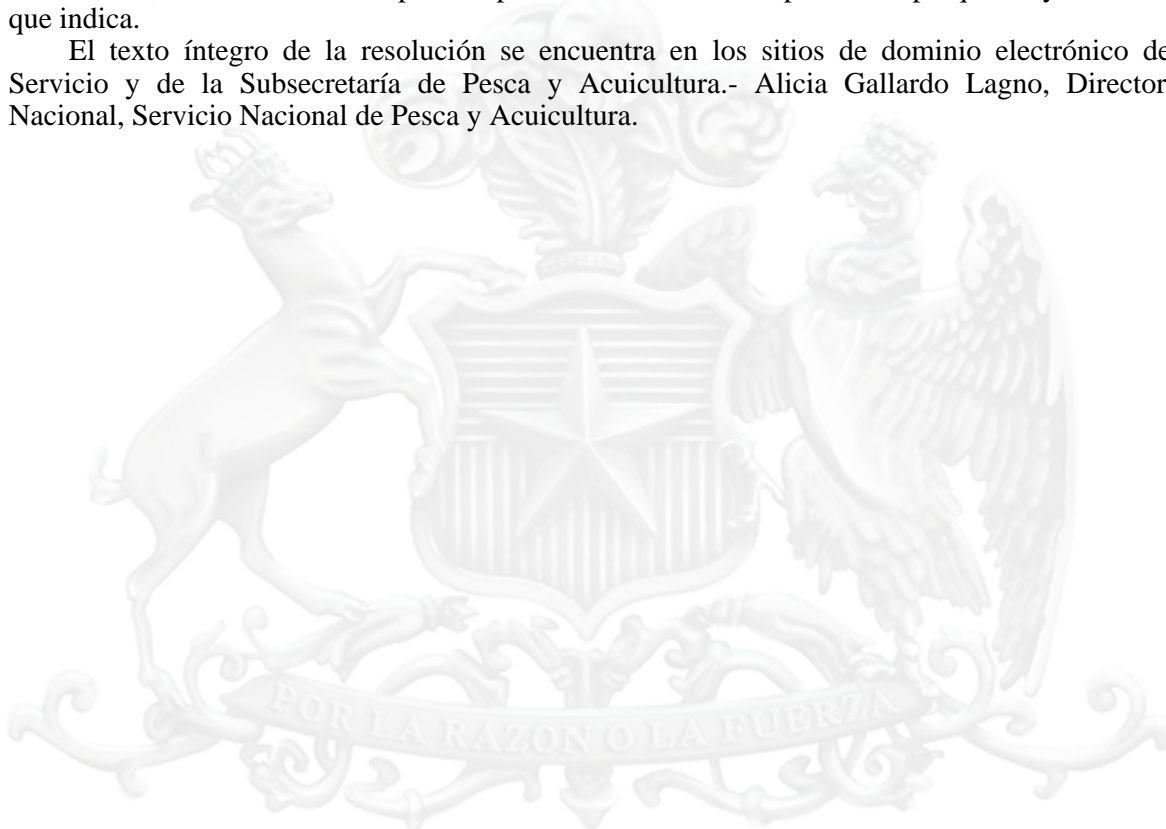 que indica.
El texto íntegro de la resolución se encuentra en los sitios de dominio electrónico de
Servicio y de la Subsecretaría de Pesca y Acuicultura.- Alicia Gallardo Lagno, Director
Nacional, Servicio Nacional de Pesca y Acuicultura.
POR LA RAZON O LA FUERZA